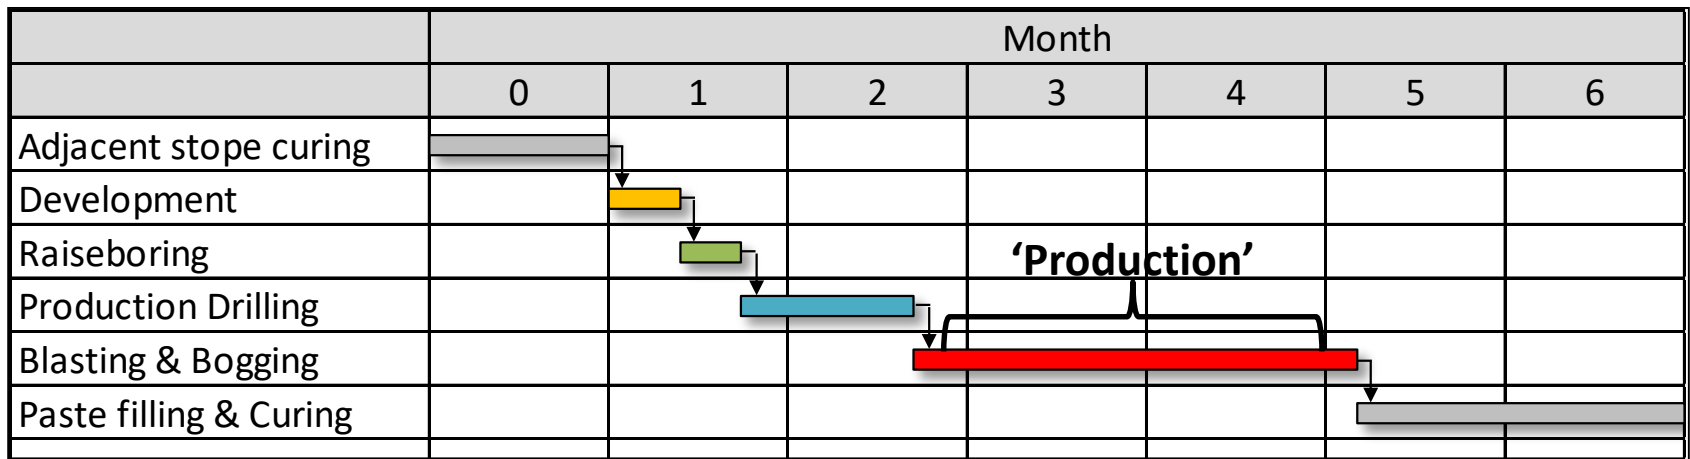 Month
0 1 2 3 4 5 6
Adjacent stope curing
Development
Raiseboring
‘Production’
Production Drilling
Blasting & Bogging
Paste filling & Curing